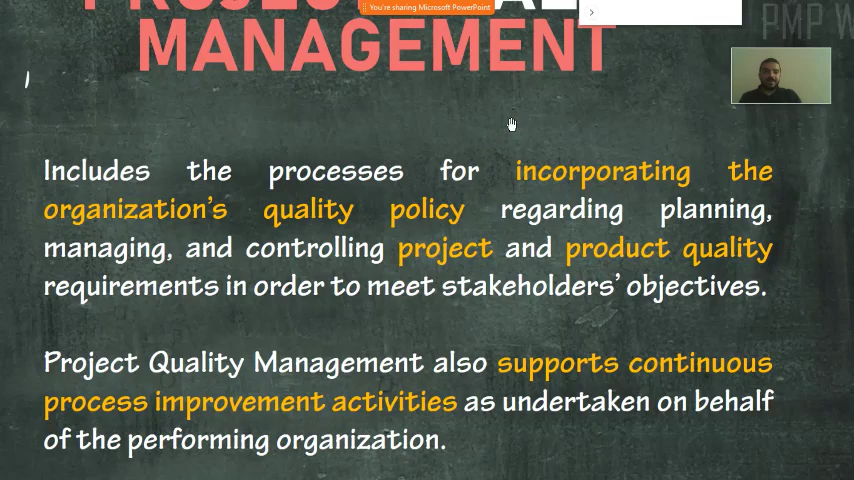 You're sharing Microsoft PowerPoint
MANAGEMENT
PMP W
Includes the processes for incorporating the
organization's quality policy regarding planning,
managing, and controlling project and product quality
requirements in order to meet stakeholders' objectives.
Project Quality Management also supports continuous
process improvement activities as undertaken on behalf
of the performing organization.